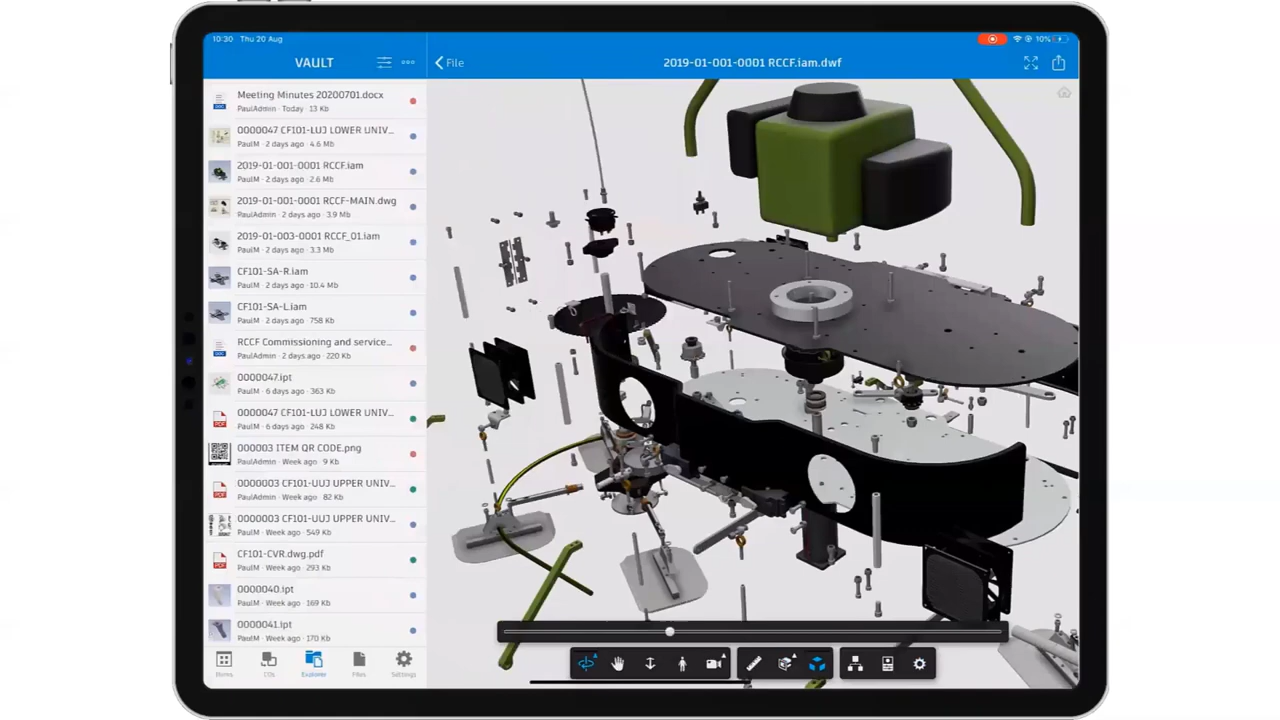 10:30 Thu 20 Aug
10%
VAULT
File
2019-01-001-0001 RCCF.iam.dwf
Meeting Minutes 20200701.docx
PaulAdmin · Today · 13 Kb
0000047 CF101-LUJ LOWER UNIV...
PaulM · 2 days ago · 4.6 Mb
2019-01-001-0001 RCCF.iam
PaulM · 2 days ago · 2.6 Mb
2019-01-001-0001 RCCF-MAIN.dwg
PaulAdmin · 2 days ago · 3.9 Mb
2019-01-003-0001 RCCF_01.iam
PaulM · 2 days ago · 3.3 Mb
CF101-SA-R.iam
PaulM · 2 days ago · 10.4 Mb
CF101-SA-L.iam
PaulM · 2 days ago · 758 Kb
RCCF Commissioning and service...
PaulAdmin · 2 days ago · 220 Kb
0000047.ipt
PaulM · 6 days ago · 363 Kb
0000047 CF101-LUJ LOWER UNIV...
PaulM · 6 days ago · 248 Kb
000003 ITEM QR CODE.png
PaulAdmin · Week ago · 9 Kb
0000003 CF101-UUJ UPPER UNIV...
PaulM · Week ago · 82 Kb
0000003 CF101-UUJ UPPER UNIV...
PaulM · Week ago · 549 Kb
CF101-CVR.dwg.pdf
PaulM · Week ago · 293 Kb
0000040.ipt
PaulM · Week ago · 169 Kb
0000041.ipt
PaulM · Week ago · 170 Kb
Items
COs
Explorer
Files
Settings